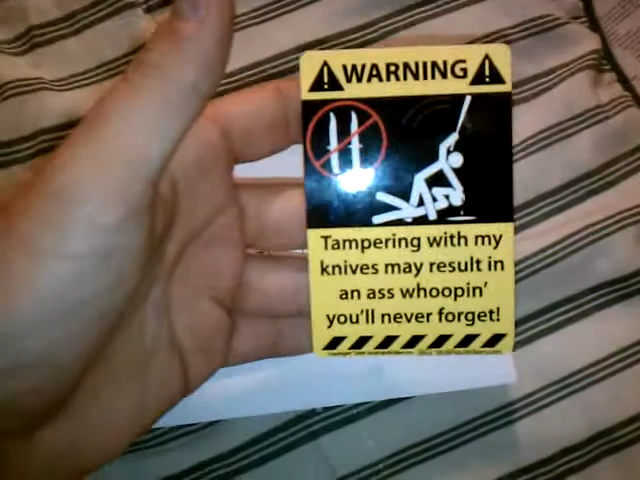 WARNING
Tampering with my
knives may result in
an ass whoopin'
you'll never forget!